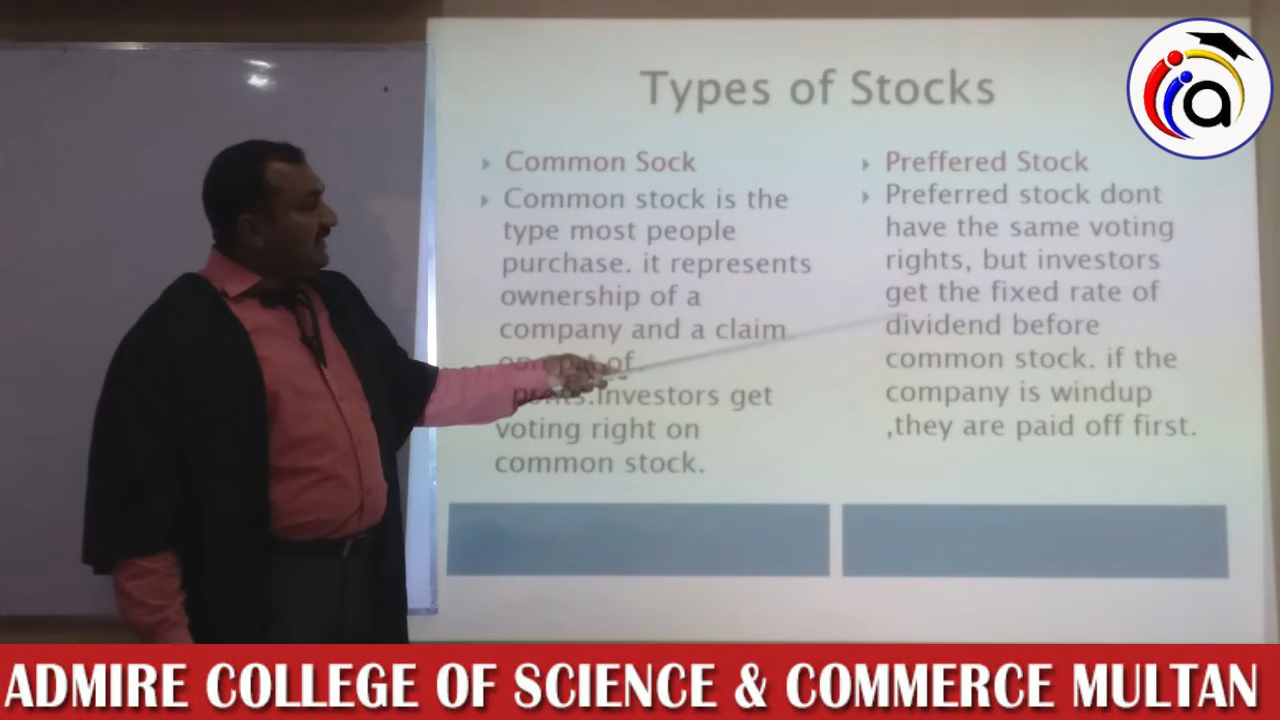 Types of Stocks
Common Sock
Common stock is the
type most people
purchase. it represents
ownership of a
company and a claim
of
.investors get
voting right on
common stock.
Preffered Stock
Preferred stock dont
have the same voting
rights, but investors
get the fixed rate of
dividend before
common stock. if the
company is windup
,they are paid off first.
a
ADMIRE COLLEGE OF SCIENCE & COMMERCE MULTAN